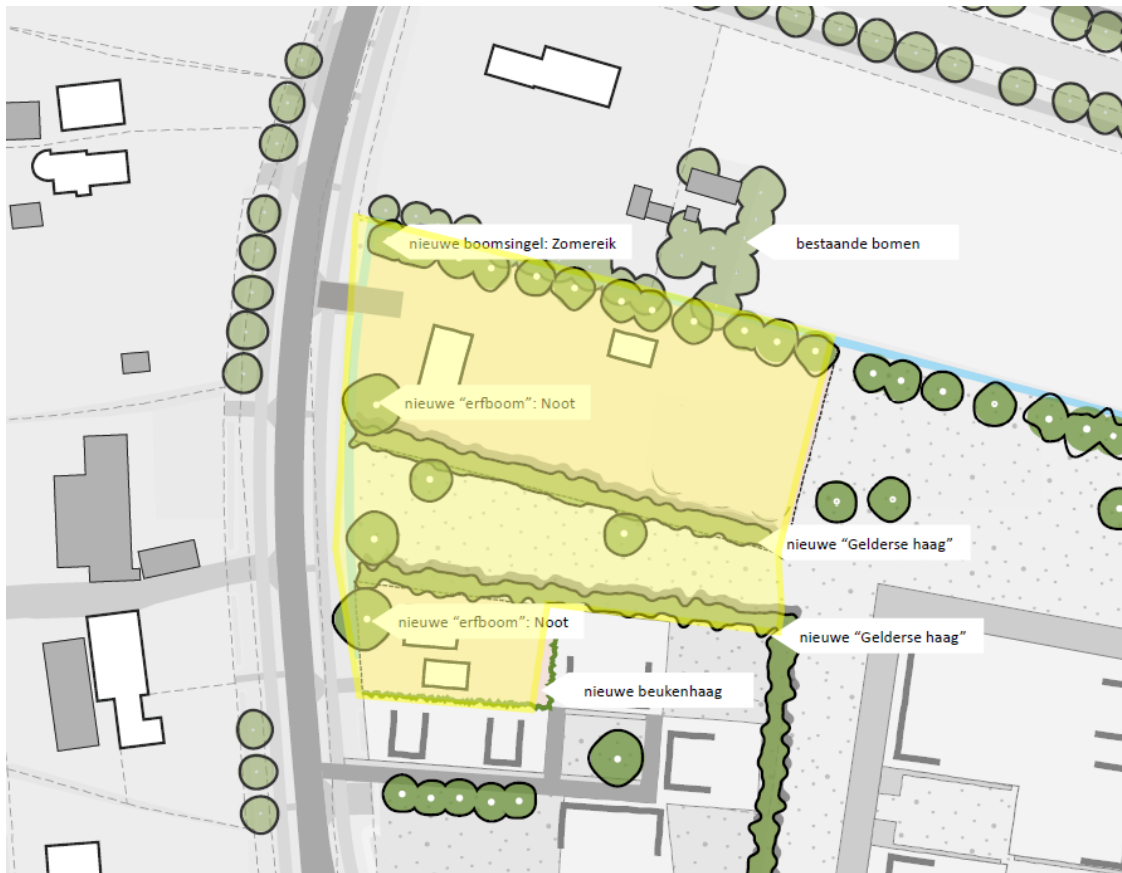 nieuwe boomsingel: Zomereik
bestaande bomen
nieuwe “erfboom”: Noot
nieuwe “Gelderse haag”
nieuwe “erfboom”: Noot
nieuwe “Gelderse haag”
nieuwe beukenhaag